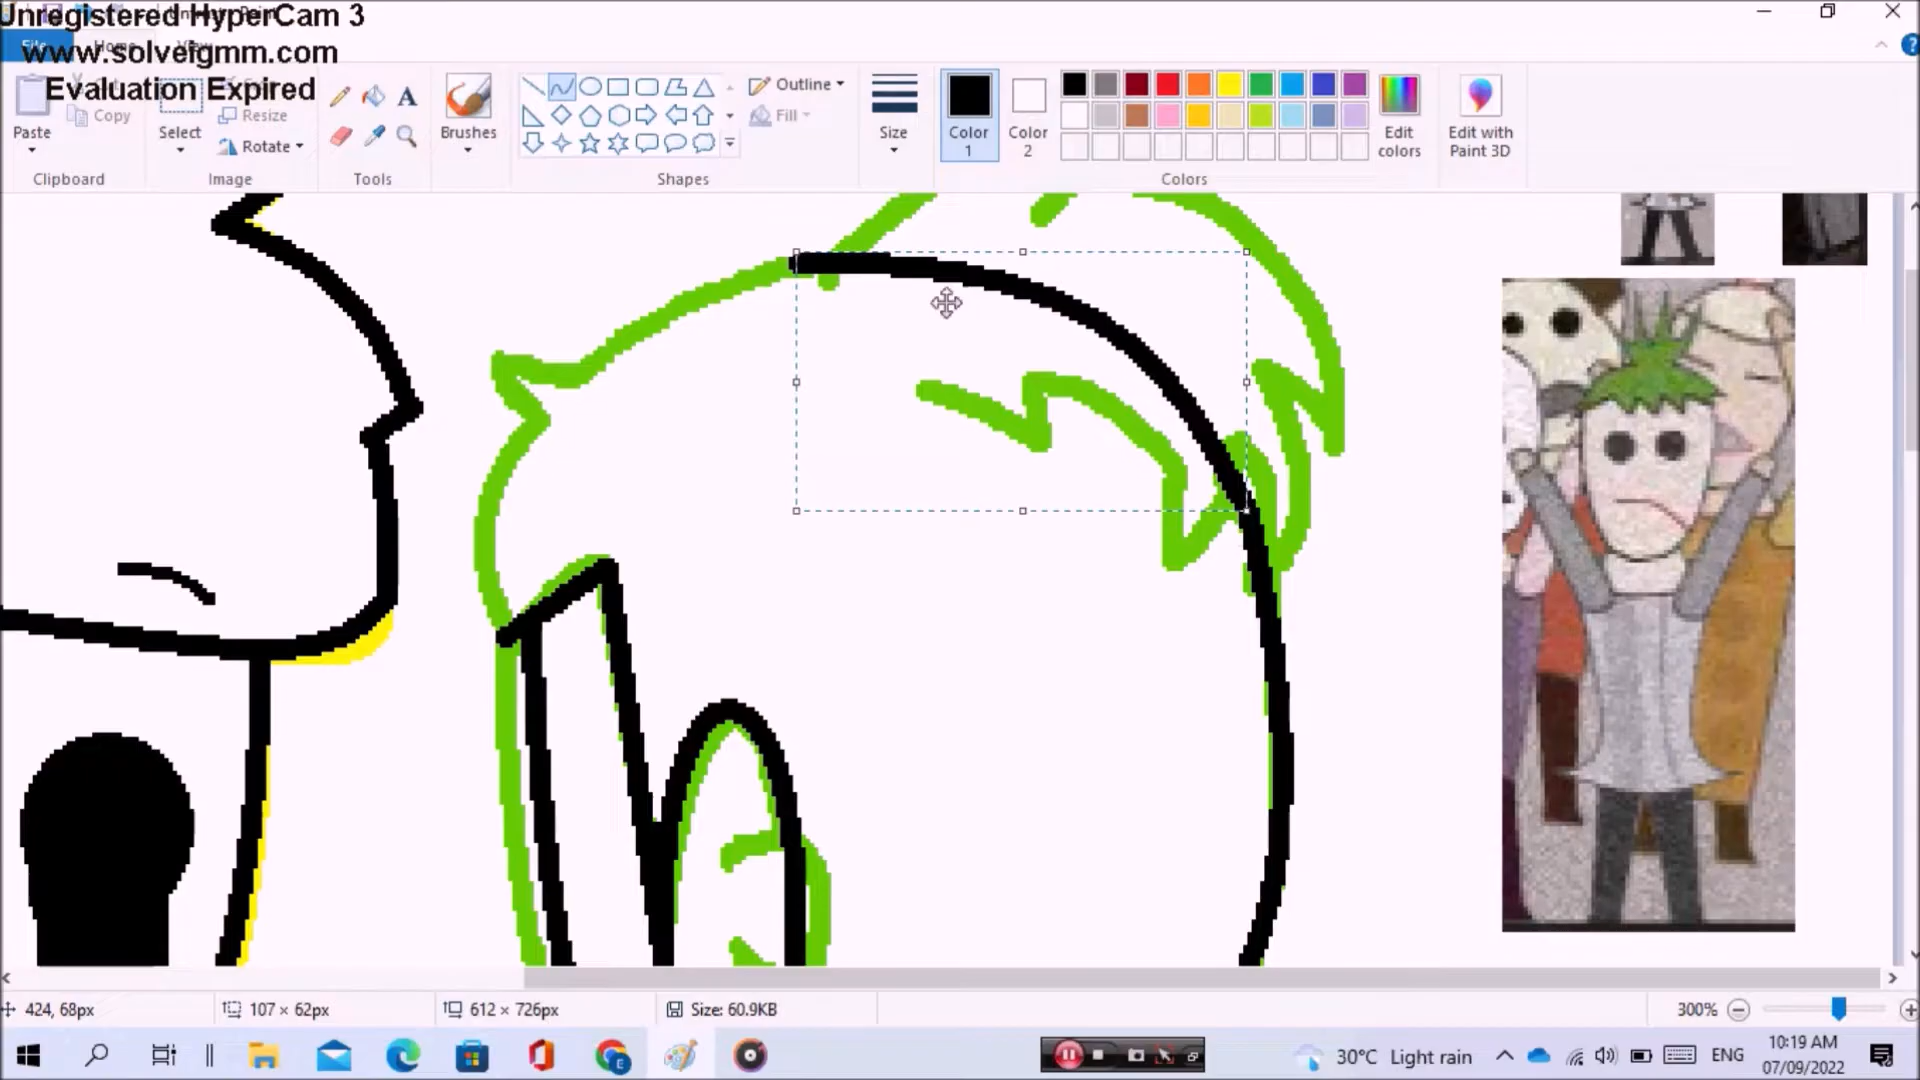 Unregistered HyperCam 3
www.solveigmm.com
Evaluation Expired
File
Home
Paste
Copy
Clipboard
Select
Resize
Rotate
Image
Tools
Brushes
Shapes
Outline
Fill
Size
Color
1
Color
2
Colors
Edit
colors
Edit with
Paint 3D
424, 68px
107 × 62px
612 × 726px
Size: 60.9KB
300%
30°C Light rain
ENG
10:19 AM
07/09/2022